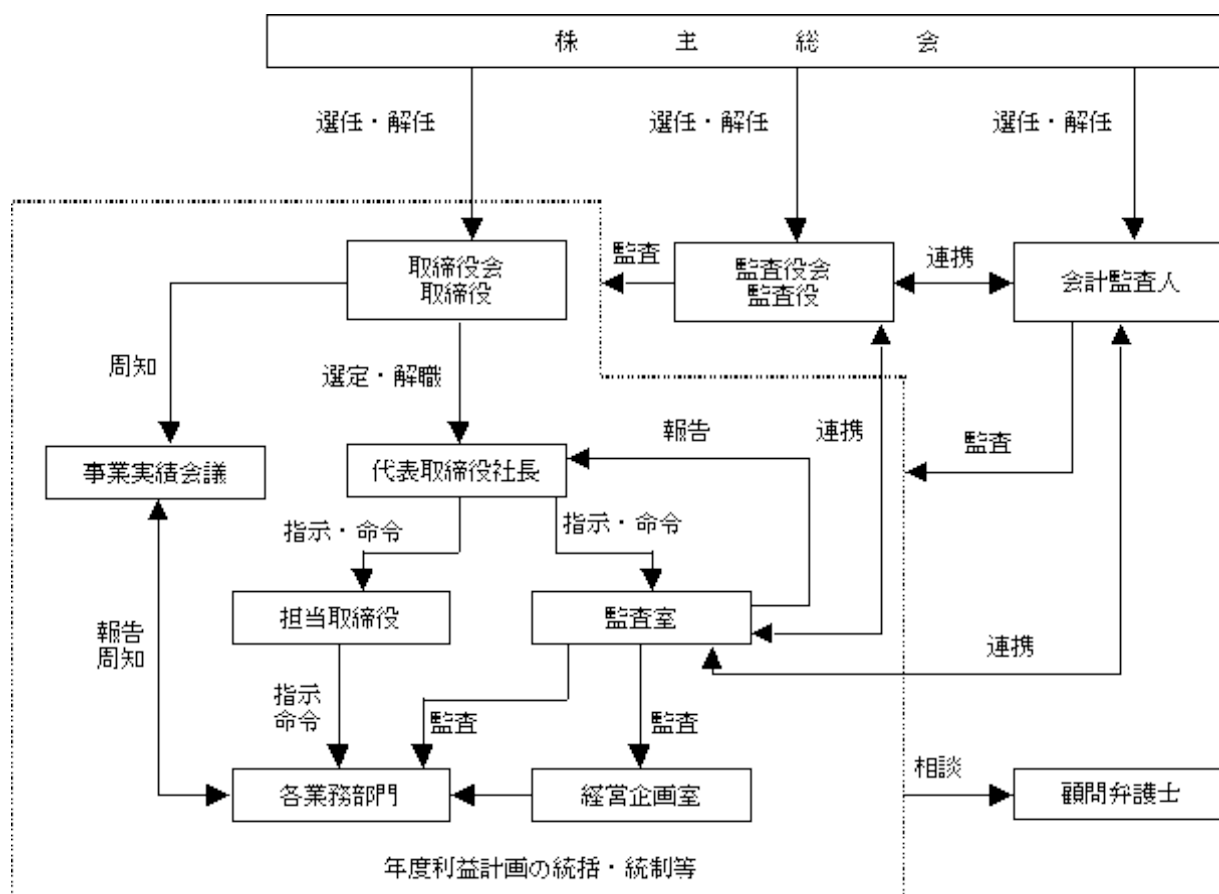 株主総会
選任・解任
選任・解任
選任・解任
取締役会
取締役
監査
監査役会
監査役
連携
会計監査人
周知
選定・解職
報告
連携
監査
事業実績会議
代表取締役社長
指示・命令
指示・命令
担当取締役
監査室
報告
周知
連携
指示
命令
監査
監査
相談
各業務部門
経営企画室
顧問弁護士
年度利益計画の統括・統制等